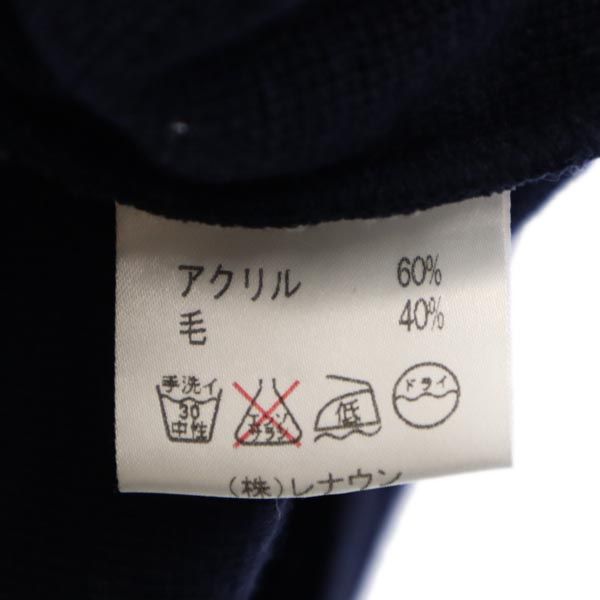 アクリル 60%
毛 40%
手洗イ
30
中性
エンソ
サラシ
低
ドライ
(株)レナウン